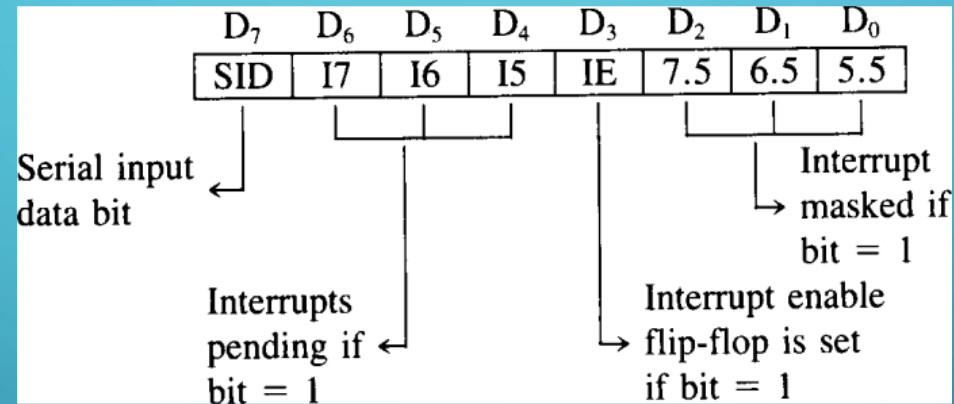 D₇ D₆ D₅ D₄ D₃ D₂ D₁ D₀
SID I7 I6 I5 IE 7.5 6.5 5.5
Serial input
data bit
Interrupt
masked if
bit = 1
Interrupts
pending if
bit = 1
Interrupt enable
flip-flop is set
if bit = 1